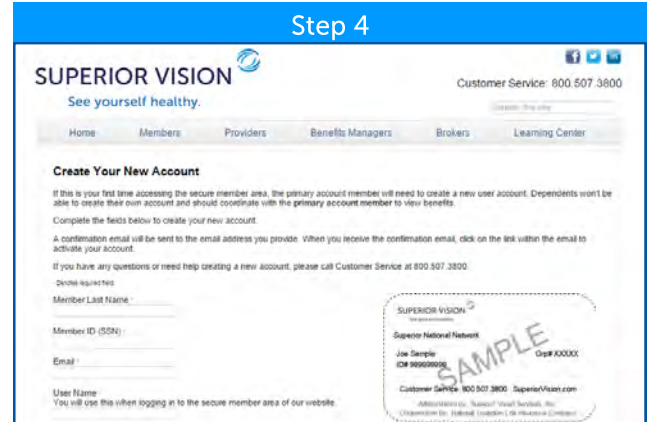 Step 4
SUPERIOR VISION
See yourself healthy.
Customer Service: 800.507.3800
Home Members Providers Benefits Managers Brokers Learning Center
Create Your New Account
If this is your first time accessing the secure member area, the primary account member will need to create a new user account. Dependents won't be
able to create their own account and should coordinate with the primary account member to view benefits.
Complete the fields below to create your new account.
A confirmation email will be sent to the email address you provide. When you receive the confirmation email, click on the link within the email to
activate your account.
If you have any questions or need help creating a new account, please call Customer Service at 800.507.3800.
* Denotes required field.
Member Last Name *
Member ID (SSN) *
Email *
User Name *
You will use this when logging in to the secure member area of our website.
SUPERIOR VISION
See yourself healthy.
Superior National Network
Joe Sample Grp# XXXXX
ID# 999999999
SAMPLE
Customer Service 800.507.3800 SuperiorVision.com